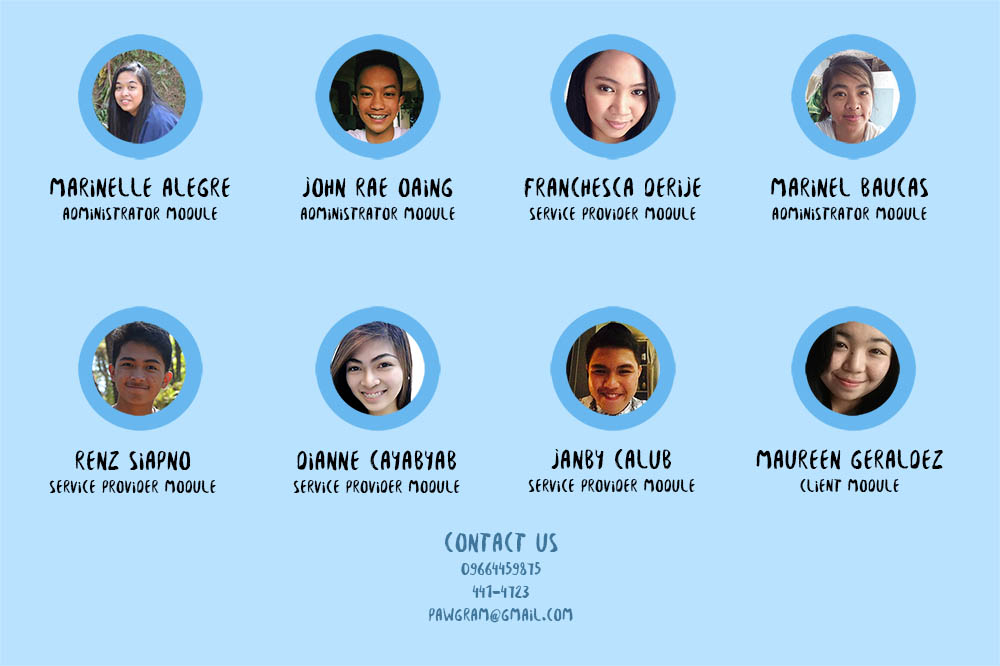 MARINELLE ALEGRE
ADMINISTRATOR MODULE
JOHN RAE OAING
ADMINISTRATOR MODULE
FRANCHESCA DERIJE
SERVICE PROVIDER MODULE
MARINEL BAUCAS
ADMINISTRATOR MODULE
RENZ SIAPNO
SERVICE PROVIDER MODULE
DIANNE CAYABYAB
SERVICE PROVIDER MODULE
JANBY CALUB
SERVICE PROVIDER MODULE
MAUREEN GERALDEZ
CLIENT MODULE
CONTACT US
09664459875
441-4723
PAWGRAM@GMAIL.COM